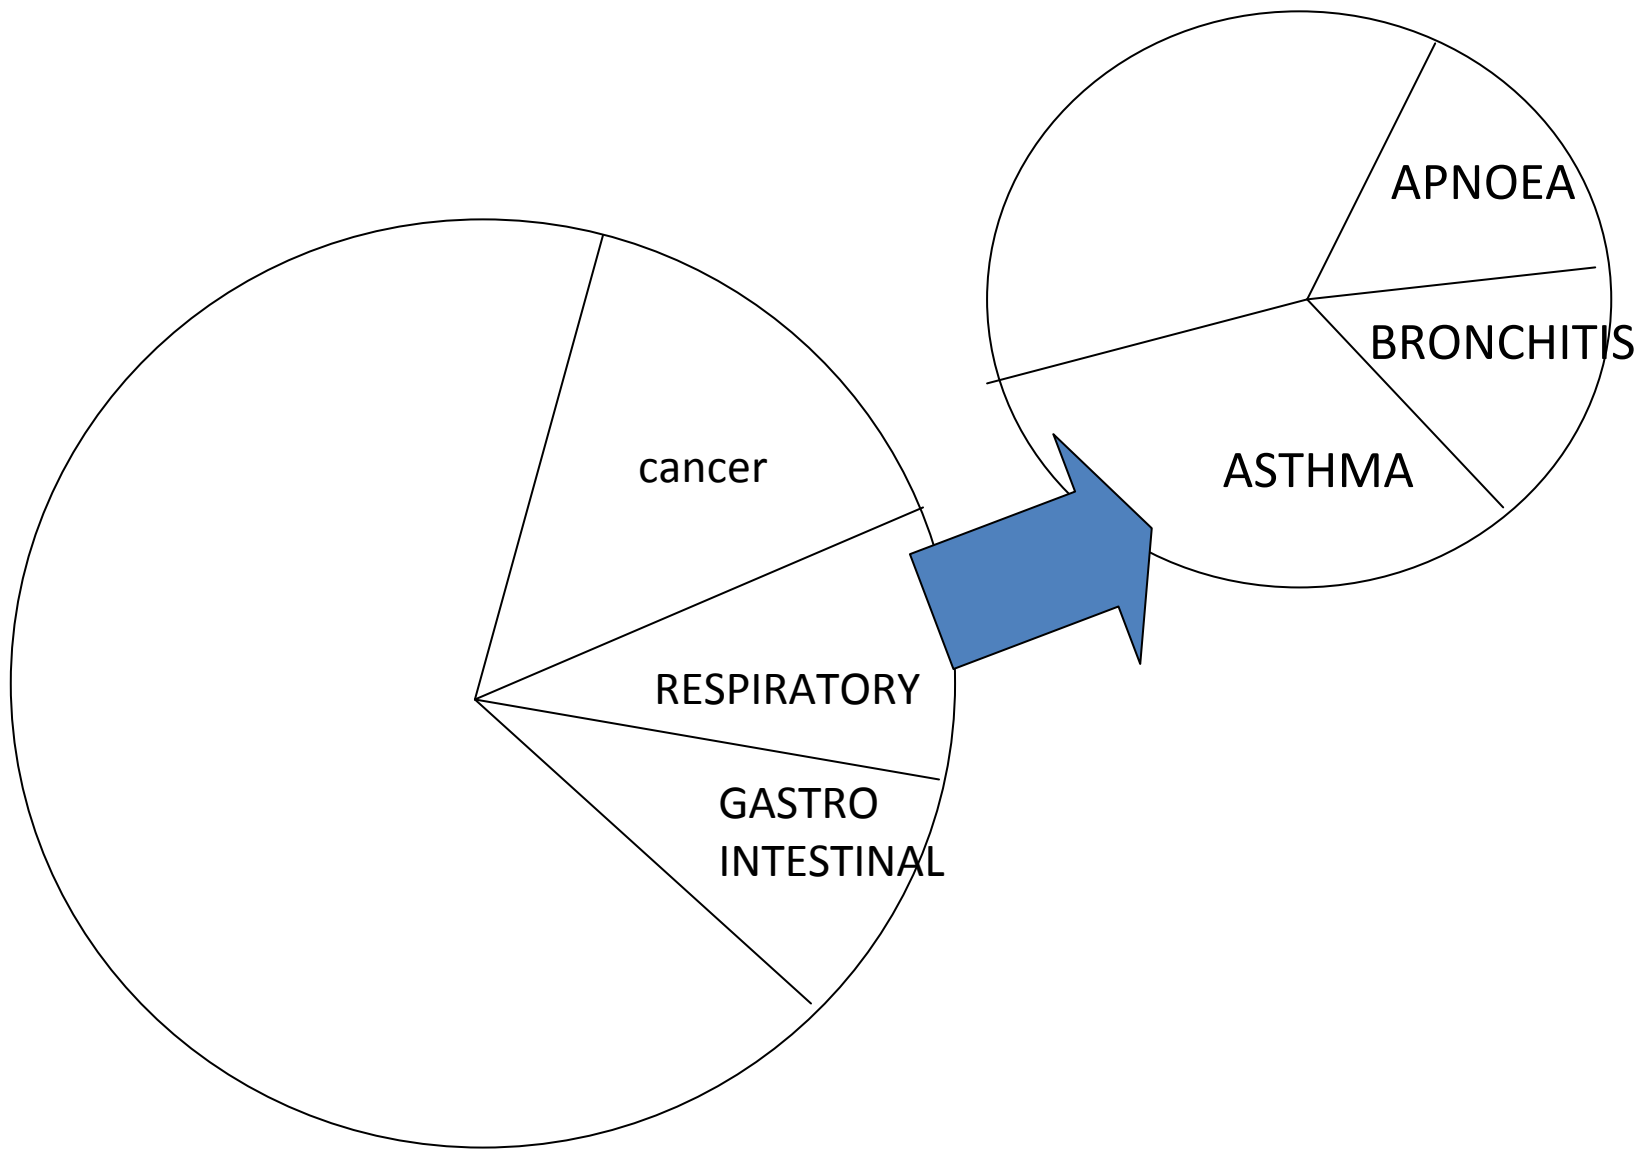 APNOEA
BRONCHITIS
ASTHMA
cancer
RESPIRATORY
GASTRO
INTESTINAL